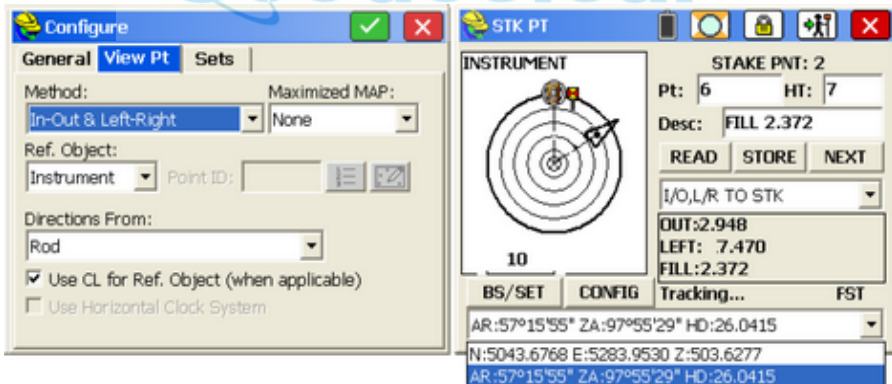 Configure
General View Pt Sets
Method:
Maximized MAP:
In-Out & Left-Right
None
Ref. Object:
Instrument
Point ID:
Directions From:
Rod
Use CL for Ref. Object (when applicable)
Use Horizontal Clock System
STK PT
INSTRUMENT
10
STAKE PNT: 2
Pt: 6 HT: 7
Desc: FILL 2.372
READ STORE NEXT
I/O,L/R TO STK
OUT:2.948
LEFT: 7.470
FILL:2.372
BS/SET CONFIG Tracking... FST
AR:57°15'55" ZA:97°55'29" HD:26.0415
N:5043.6768 E:5283.9530 Z:503.6277
AR:57°15'55" ZA:97°55'29" HD:26.0415